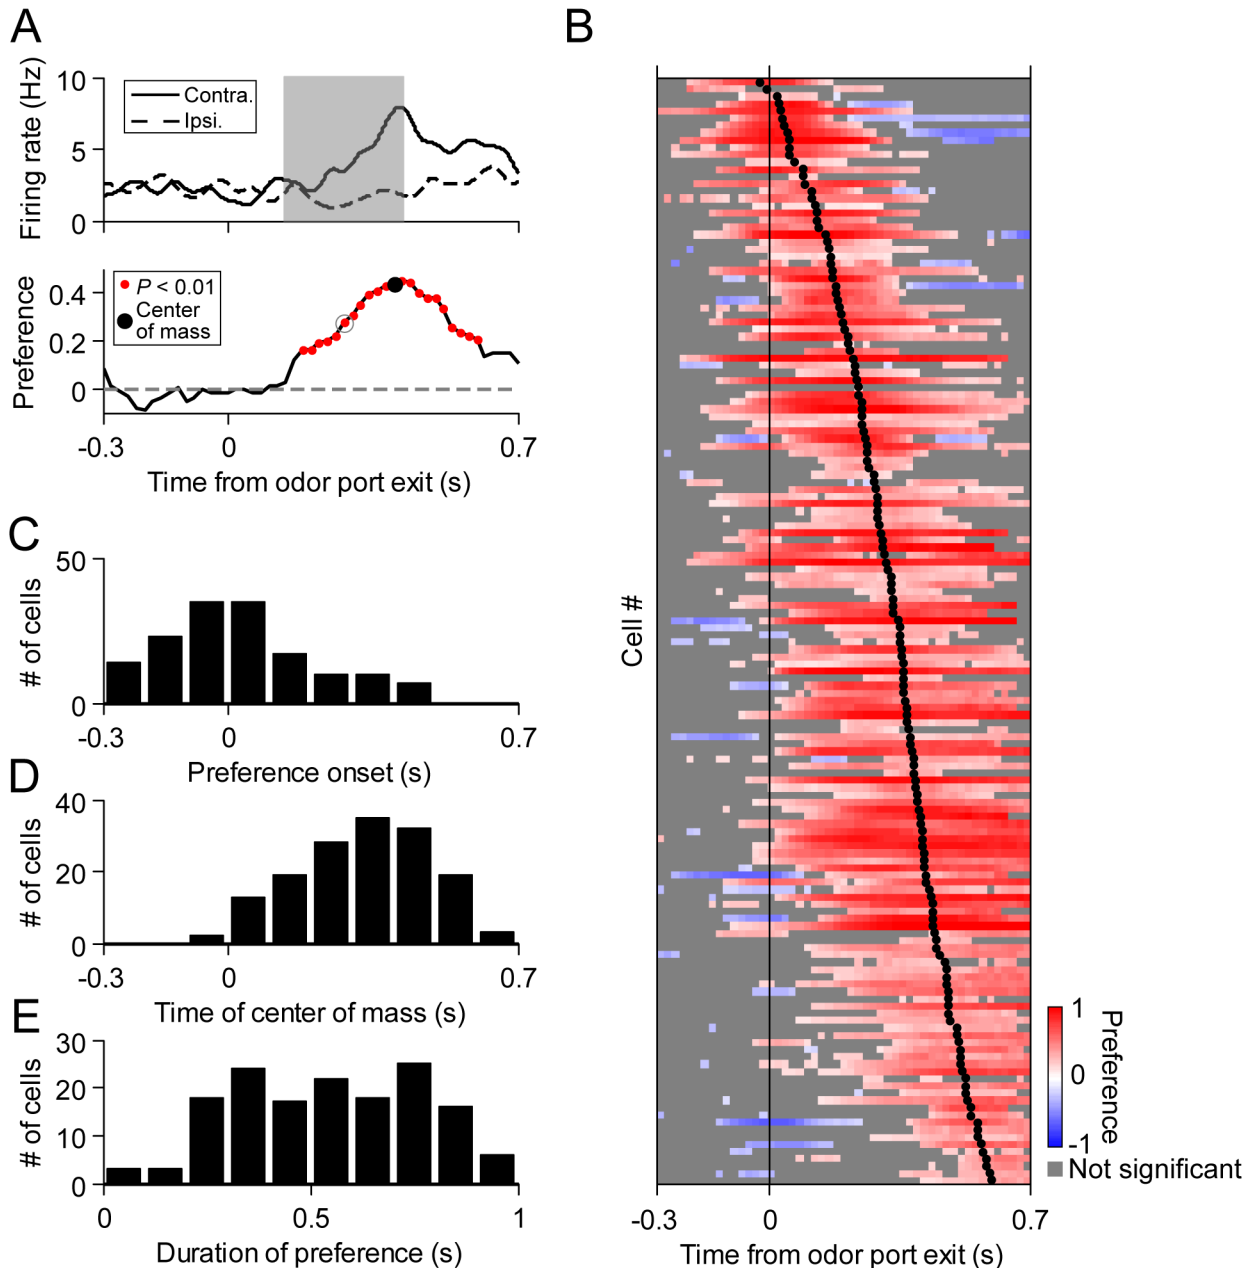 A
Firing rate (Hz)
10
5
0
Contra.
Ipsi.
Preference
0.4
0.2
0
P < 0.01
Center
of mass
-0.3
0
0.7
Time from odor port exit (s)
B
Cell #
-0.3
0
0.7
Time from odor port exit (s)
1
0
-1
Preference
Not significant
C
# of cells
50
0
-0.3
0
0.7
Preference onset (s)
D
# of cells
40
20
0
-0.3
0
0.7
Time of center of mass (s)
E
# of cells
30
20
10
0
0
0.5
1
Duration of preference (s)